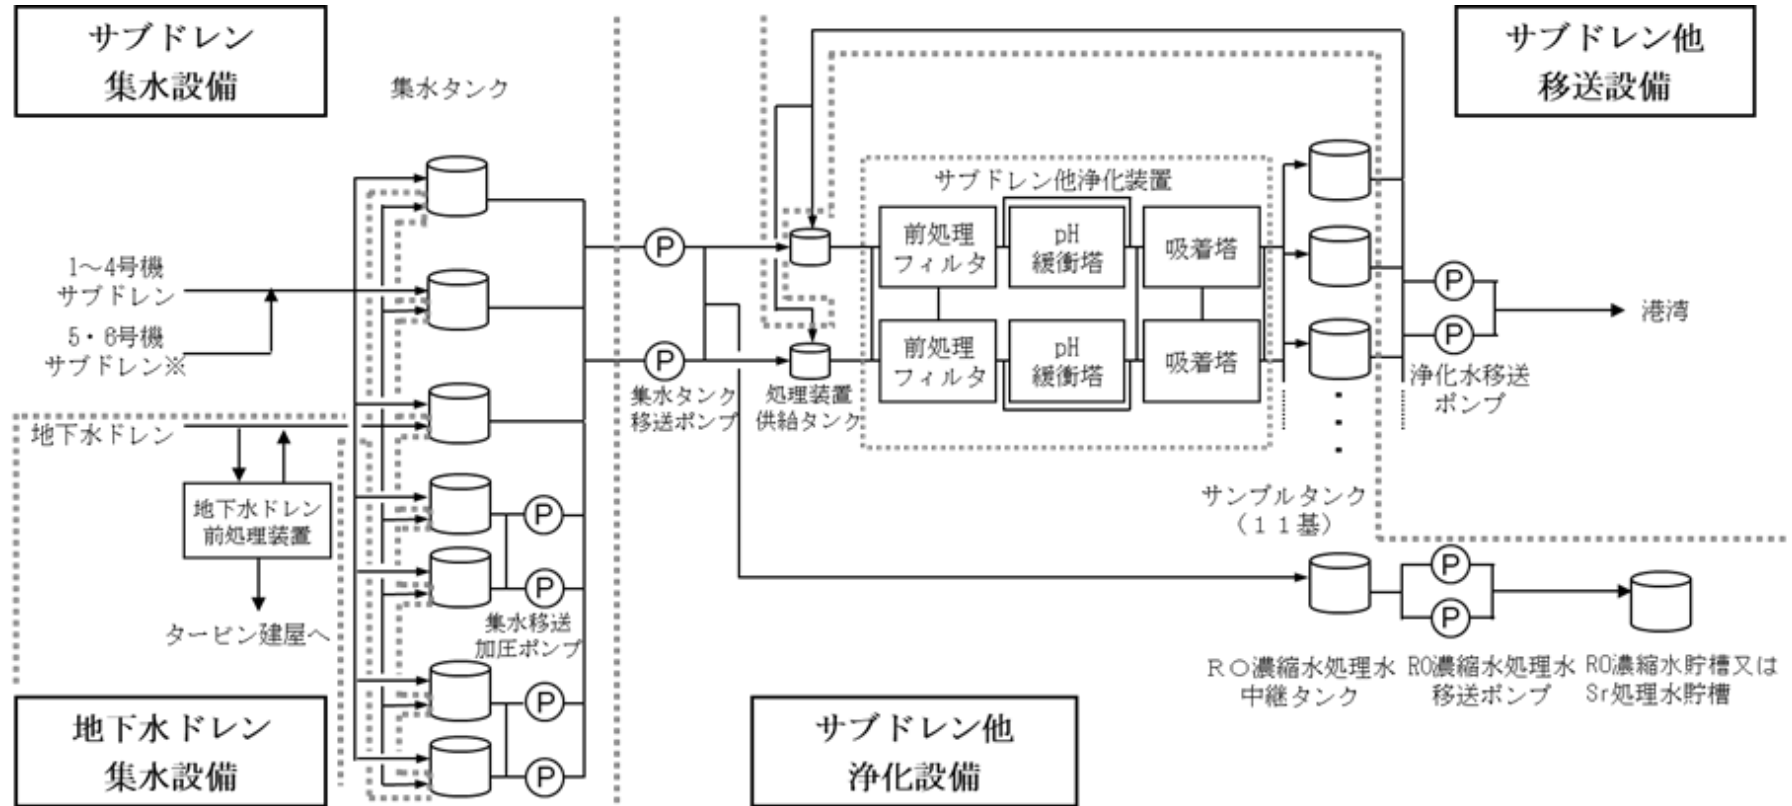 サブドレン
集水設備
集水タンク
サブドレン他
移送設備
サブドレン他浄化装置
前処理
フィルタ
pH
緩衝塔
吸着塔
P
1～4号機
サブドレン
5・6号機
サブドレン※
P
前処理
フィルタ
pH
緩衝塔
吸着塔
P
P
港湾
集水タンク
移送ポンプ
処理装置
供給タンク
浄化水移送
ポンプ
地下水ドレン
地下水ドレン
前処理装置
タービン建屋へ
P
P
集水移送
加圧ポンプ
P
P
サンプルタンク
（１１基）
P
P
ＲＯ濃縮水処理水
中継タンク
RO濃縮水処理水
移送ポンプ
RO濃縮水貯槽又は
Sr処理水貯槽
地下水ドレン
集水設備
サブドレン他
浄化設備